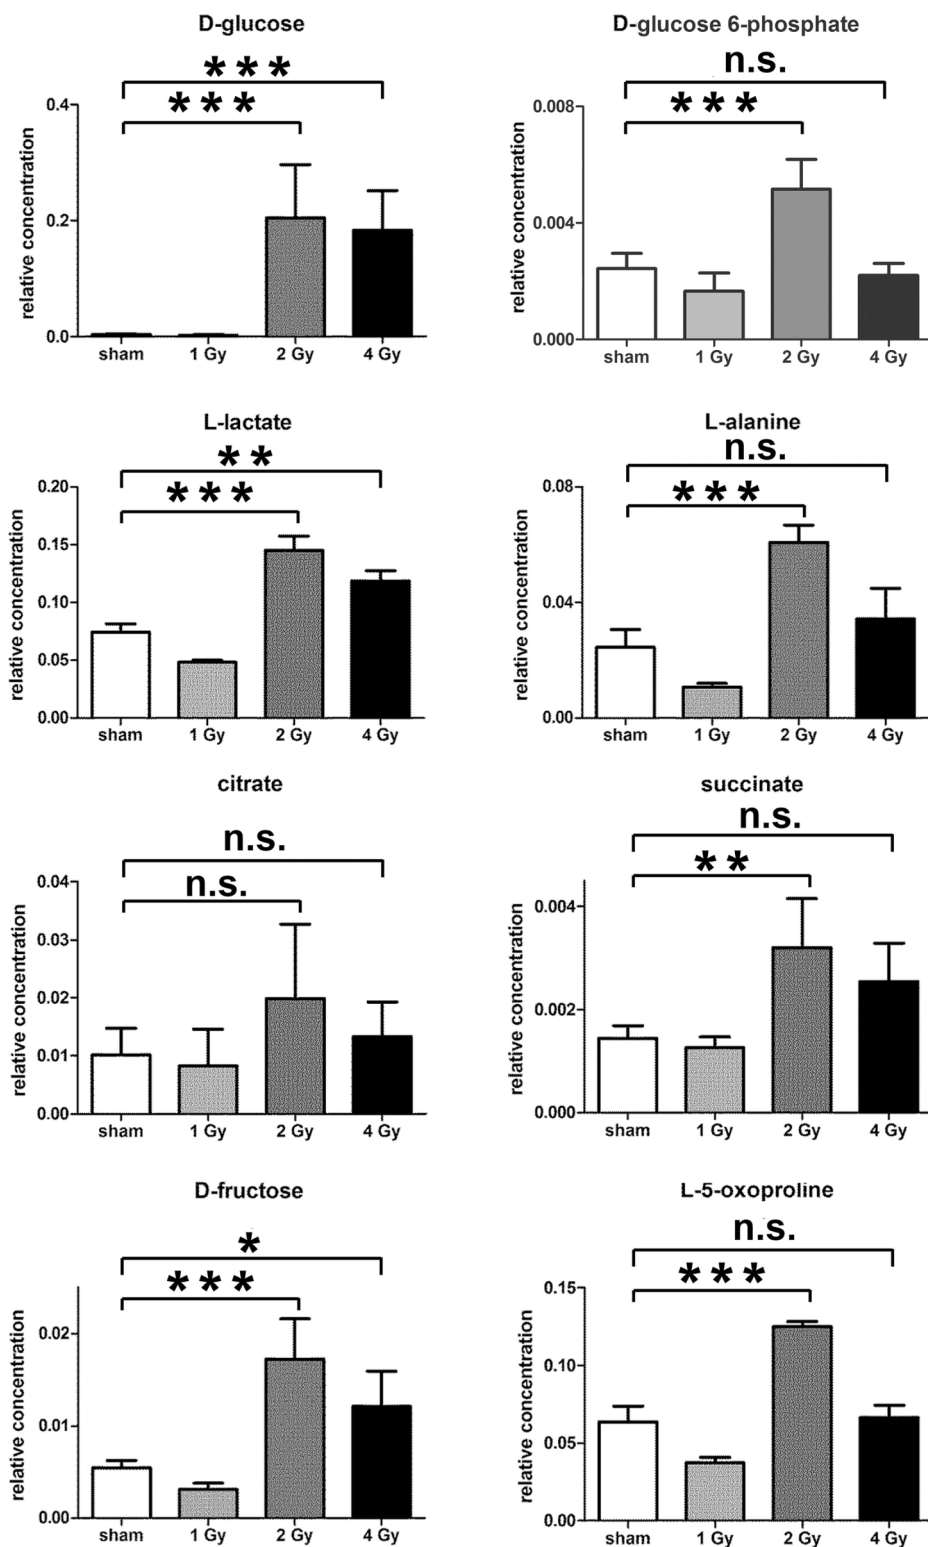 D-glucose
***
***
relative concentration
0.4
0.2
0.0
sham 1 Gy 2 Gy 4 Gy
D-glucose 6-phosphate
n.s.
***
relative concentration
0.008
0.004
0.000
sham 1 Gy 2 Gy 4 Gy
L-lactate
**
***
relative concentration
0.20
0.15
0.10
0.05
0.00
sham 1 Gy 2 Gy 4 Gy
L-alanine
n.s.
***
relative concentration
0.08
0.04
0.00
sham 1 Gy 2 Gy 4 Gy
citrate
n.s.
n.s.
relative concentration
0.04
0.03
0.02
0.01
0.00
sham 1 Gy 2 Gy 4 Gy
succinate
n.s.
**
relative concentration
0.004
0.002
0.000
sham 1 Gy 2 Gy 4 Gy
D-fructose
*
***
relative concentration
0.02
0.01
0.00
sham 1 Gy 2 Gy 4 Gy
L-5-oxoproline
n.s.
***
relative concentration
0.15
0.10
0.05
0.00
sham 1 Gy 2 Gy 4 Gy